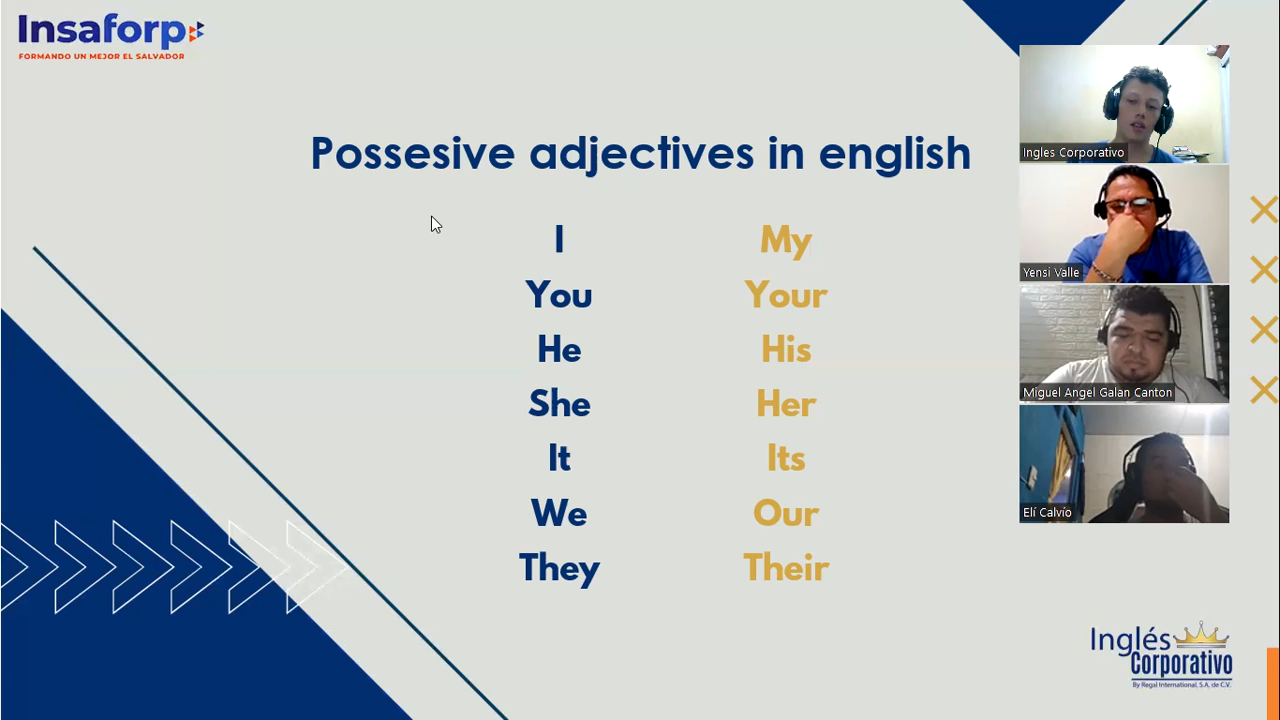 Insaforp
FORMANDO UN MEJOR EL SALVADOR
Possesive adjectives in english
I My
You Your
He His
She Her
It Its
We Our
They Their
Ingles Corporativo
Yensi Valle
Miguel Angel Galan Canton
Elí Calvío
Inglés
Corporativo
By Regal International, S.A. de C.V.